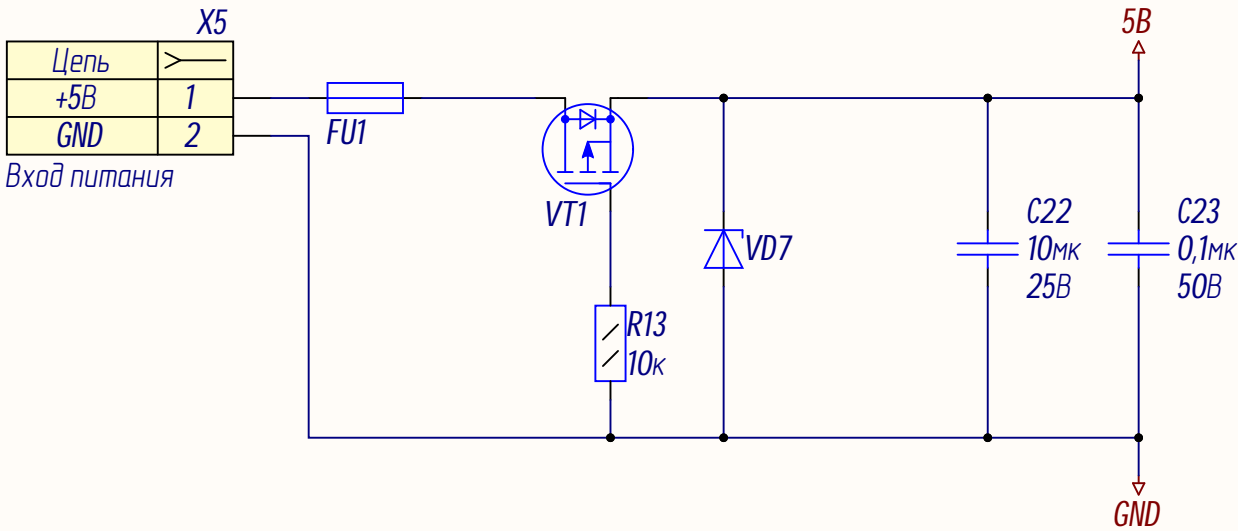 X5
5В
Цепь
+5В 1
GND 2
Вход питания
FU1
VT1
VD7
C22
10мк
25В
C23
0,1мк
50В
R13
10к
GND